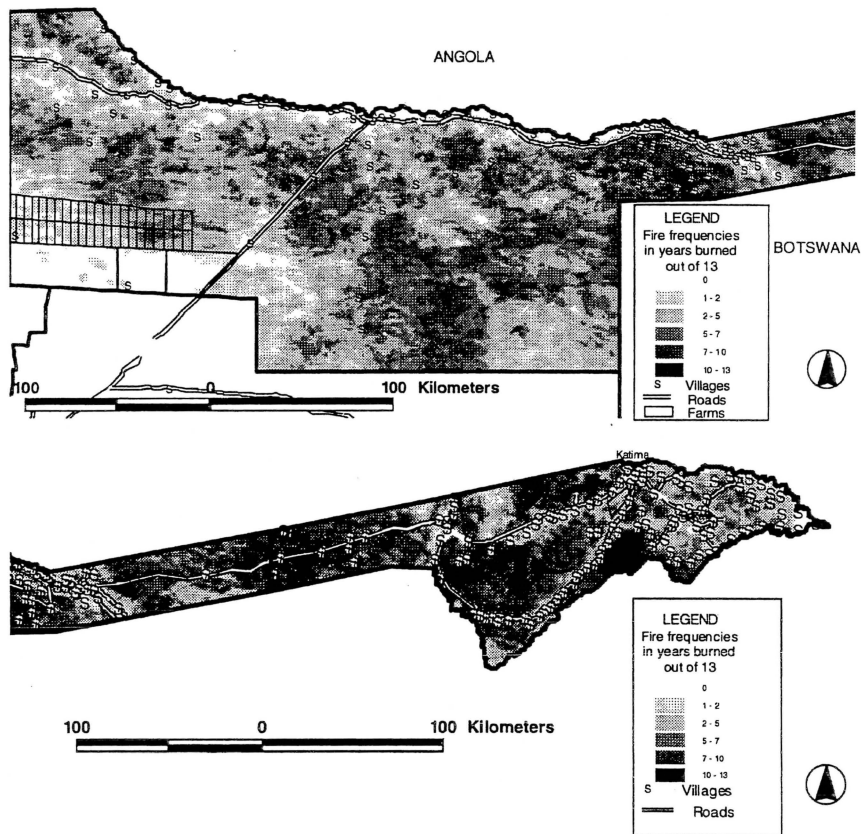 ANGOLA
BOTSWANA
LEGEND
Fire frequencies
in years burned
out of 13
0
1 - 2
2 - 5
5 - 7
7 - 10
10 - 13
S Villages
Roads
Farms
100 0 100 Kilometers
Katima
LEGEND
Fire frequencies
in years burned
out of 13
0
1 - 2
2 - 5
5 - 7
7 - 10
10 - 13
S Villages
Roads
100 0 100 Kilometers